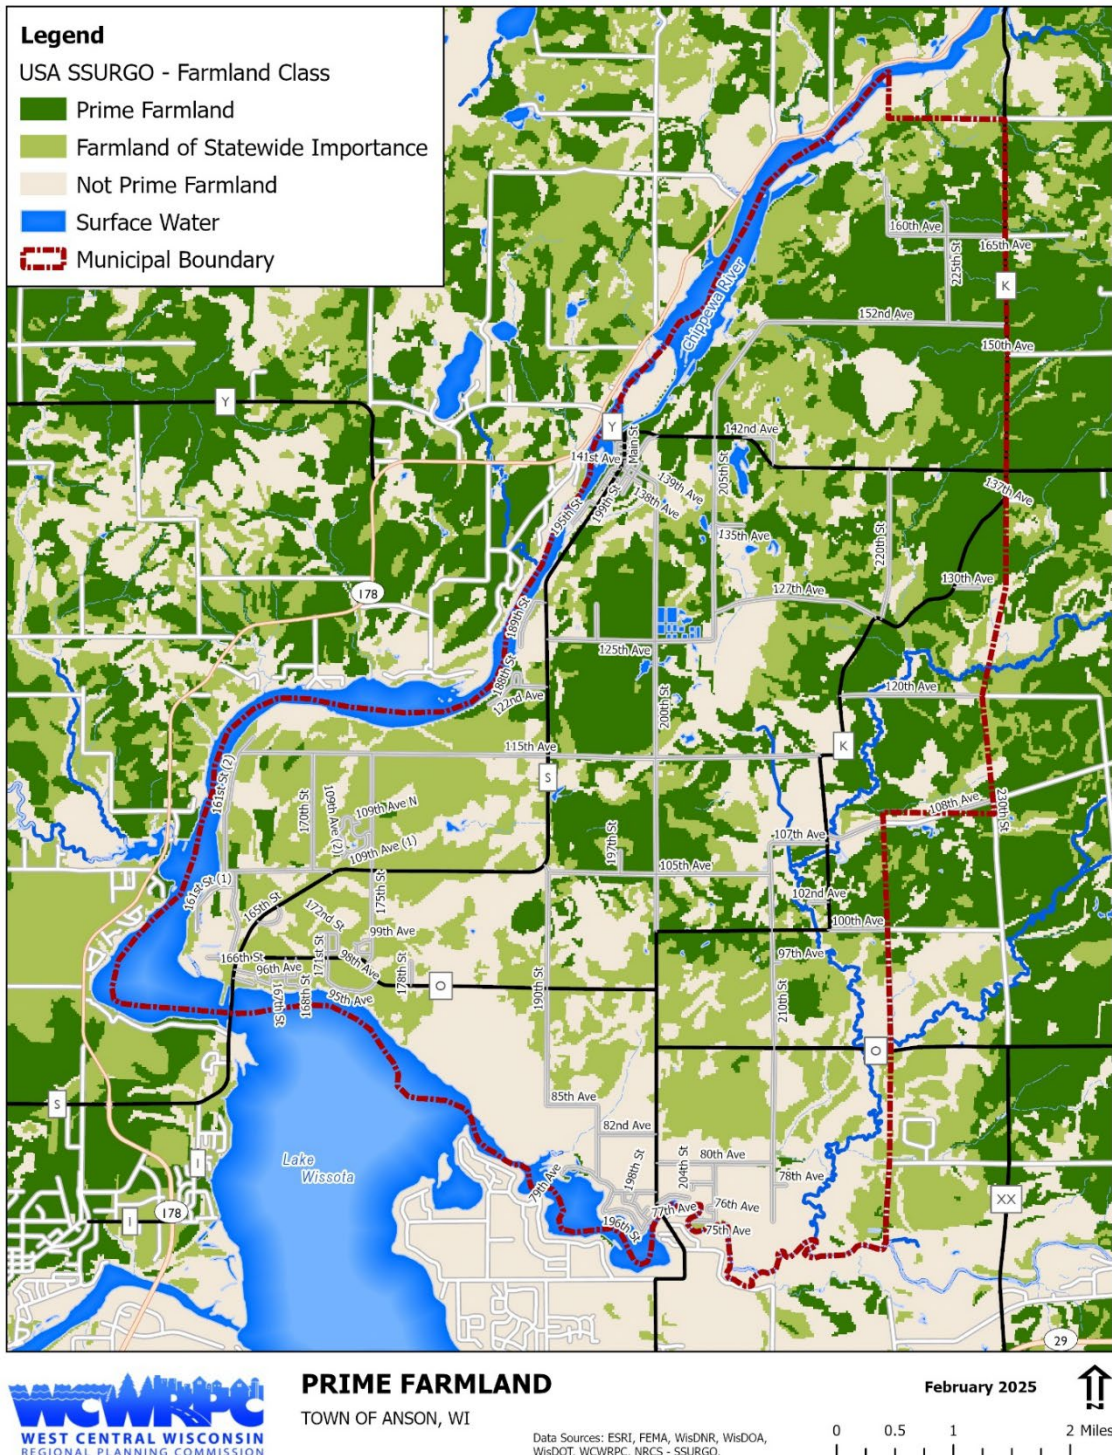 Legend
USA SSURGO - Farmland Class
Prime Farmland
Farmland of Statewide Importance
Not Prime Farmland
Surface Water
Municipal Boundary
160th Ave
165th Ave
225th St
K
Chippewa River
152nd Ave
150th Ave
Y
Y
142nd Ave
Main St
141st Ave
139th Ave
138th Ave
205th St
137th Ave
195th St
199th St
135th Ave
220th St
130th Ave
178
127th Ave
189th St
125th Ave
188th St
122nd Ave
200th St
120th Ave
115th Ave
K
S
161st St (2)
170th St
109th Ave N
109th Ave (2)
109th Ave (1)
108th Ave
230th St
107th Ave
197th St
105th Ave
161st St (1)
175th St
102nd Ave
165th St
172nd St
100th Ave
99th Ave
166th St
171st St
98th Ave
178th St
97th Ave
96th Ave
167th St
168th St
95th Ave
O
190th St
210th St
O
S
85th Ave
82nd Ave
Lake
Wissota
I
79th Ave
198th St
204th St
80th Ave
78th Ave
178
I
196th St
77th Ave
76th Ave
75th Ave
XX
29
WCWRPC
WEST CENTRAL WISCONSIN
REGIONAL PLANNING COMMISSION
PRIME FARMLAND
TOWN OF ANSON, WI
Data Sources: ESRI, FEMA, WisDNR, WisDOA,
WisDOT, WCWRPC, NRCS - SSURGO.
February 2025
N
0 0.5 1 2 Miles